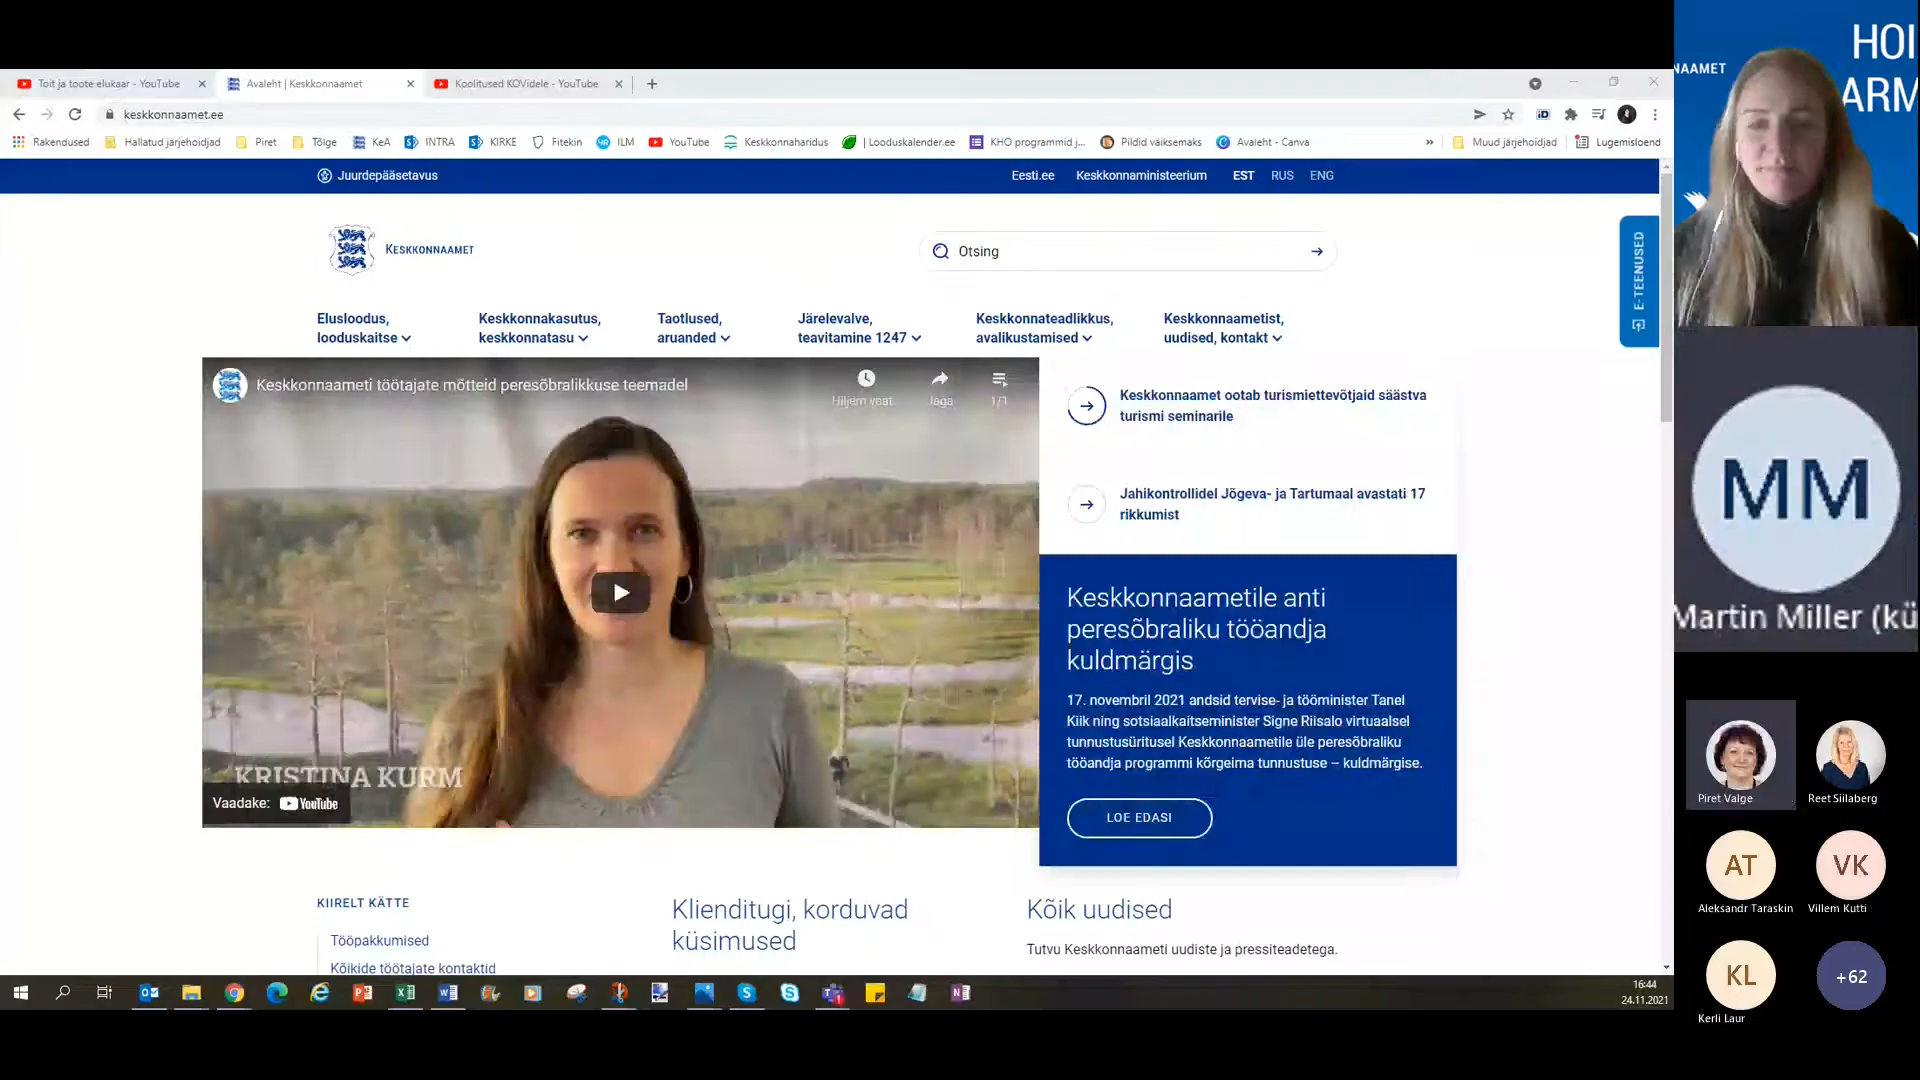 Toit ja toote elukaar - YouTube
Avaleht | Keskkonnaamet
Koolitused KOVidele - YouTube
keskkonnaamet.ee
Rakendused
Hallatud järjehoidjad
Piret
Tõlge
KeA
INTRA
KIRKE
Fitekin
ILM
YouTube
Keskkonnaharidus
| Looduskalender.ee
KHO programmid j...
Pildid väiksemaks
Avaleht - Canva
»
Muud järjehoidjad
Lugemisloend
Juurdepääsetavus
Eesti.ee
Keskkonnaministeerium
EST
RUS
ENG
KESKKONNAAMET
Otsing
E-TEENUSED
Elusloodus,
looduskaitse
Keskkonnakasutus,
keskkonnatasu
Taotlused,
aruanded
Järelevalve,
teavitamine 1247
Keskkonnateadlikkus,
avalikustamised
Keskkonnaametist,
uudised, kontakt
Keskkonnaameti töötajate mõtteid peresõbralikkuse teemadel
Hiljem vaat.
Jaga
1/1
KRISTINA KURM
Vaadake: YouTube
Keskkonnaamet ootab turismiettevõtjaid säästva
turismi seminarile
Jahikontrollidel Jõgeva- ja Tartumaal avastati 17
rikkumist
Keskkonnaametile anti
peresõbraliku tööandja
kuldmärgis
17. novembril 2021 andsid tervise- ja tööminister Tanel
Kiik ning sotsiaalkaitseminister Signe Riisalo virtuaalsel
tunnustusüritusel Keskkonnaametile üle peresõbraliku
tööandja programmi kõrgeima tunnustuse – kuldmärgise.
LOE EDASI
KIIRELT KÄTTE
Tööpakkumised
Kõikide töötajate kontaktid
Klienditugi, korduvad
küsimused
Kõik uudised
Tutvu Keskkonnaameti uudiste ja pressiteadetega.
16:44
24.11.2021
NAAMET
HOI
ARM
MM
Martin Miller (kü
Piret Valge
Reet Siilaberg
AT
Aleksandr Taraskin
VK
Villem Kutti
KL
Kerli Laur
+62